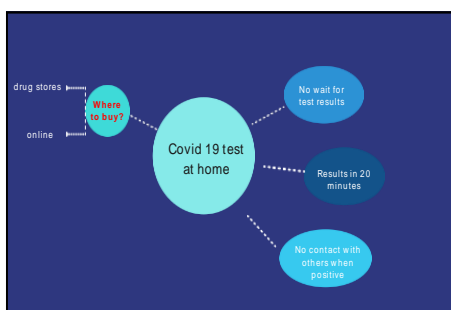 drug stores
online
Where
to buy?
Covid 19 test
at home
No wait for
test results
Results in 20
minutes
No contact with
others when
positive